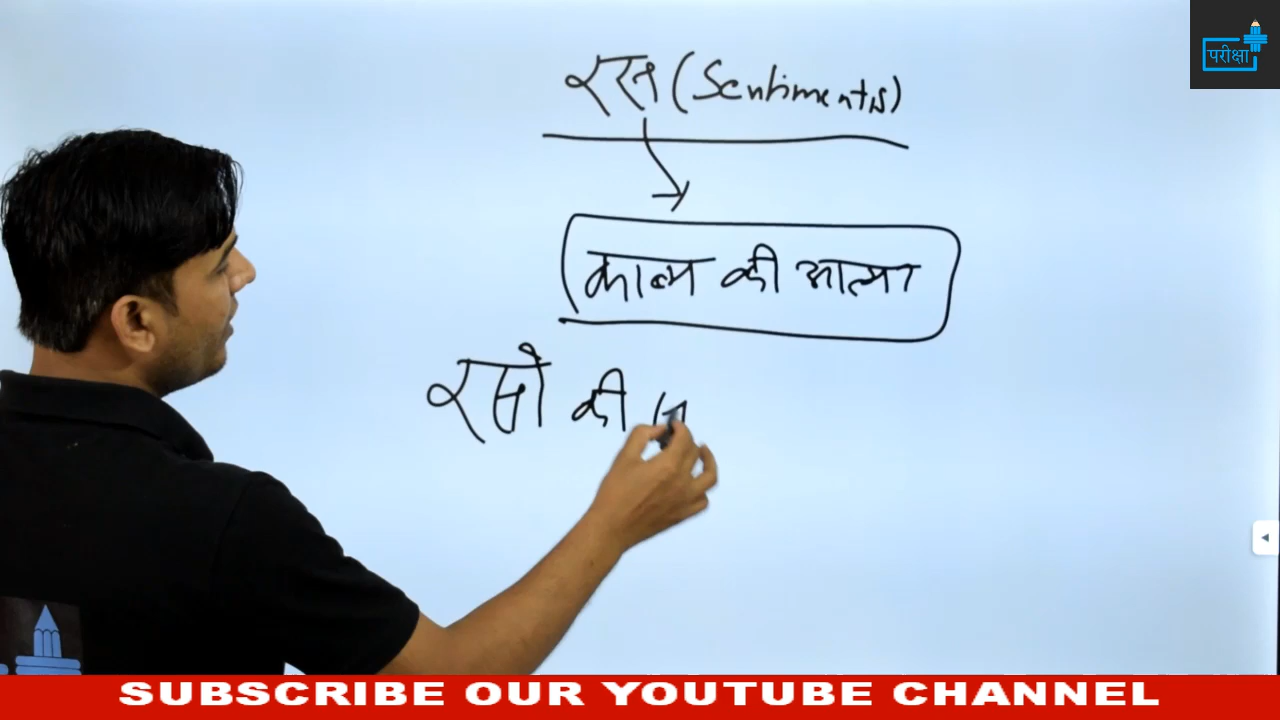 परीक्षा
रस (Sentiments)
काव्य की आत्मा
रसों की
SUBSCRIBE OUR YOUTUBE CHANNEL